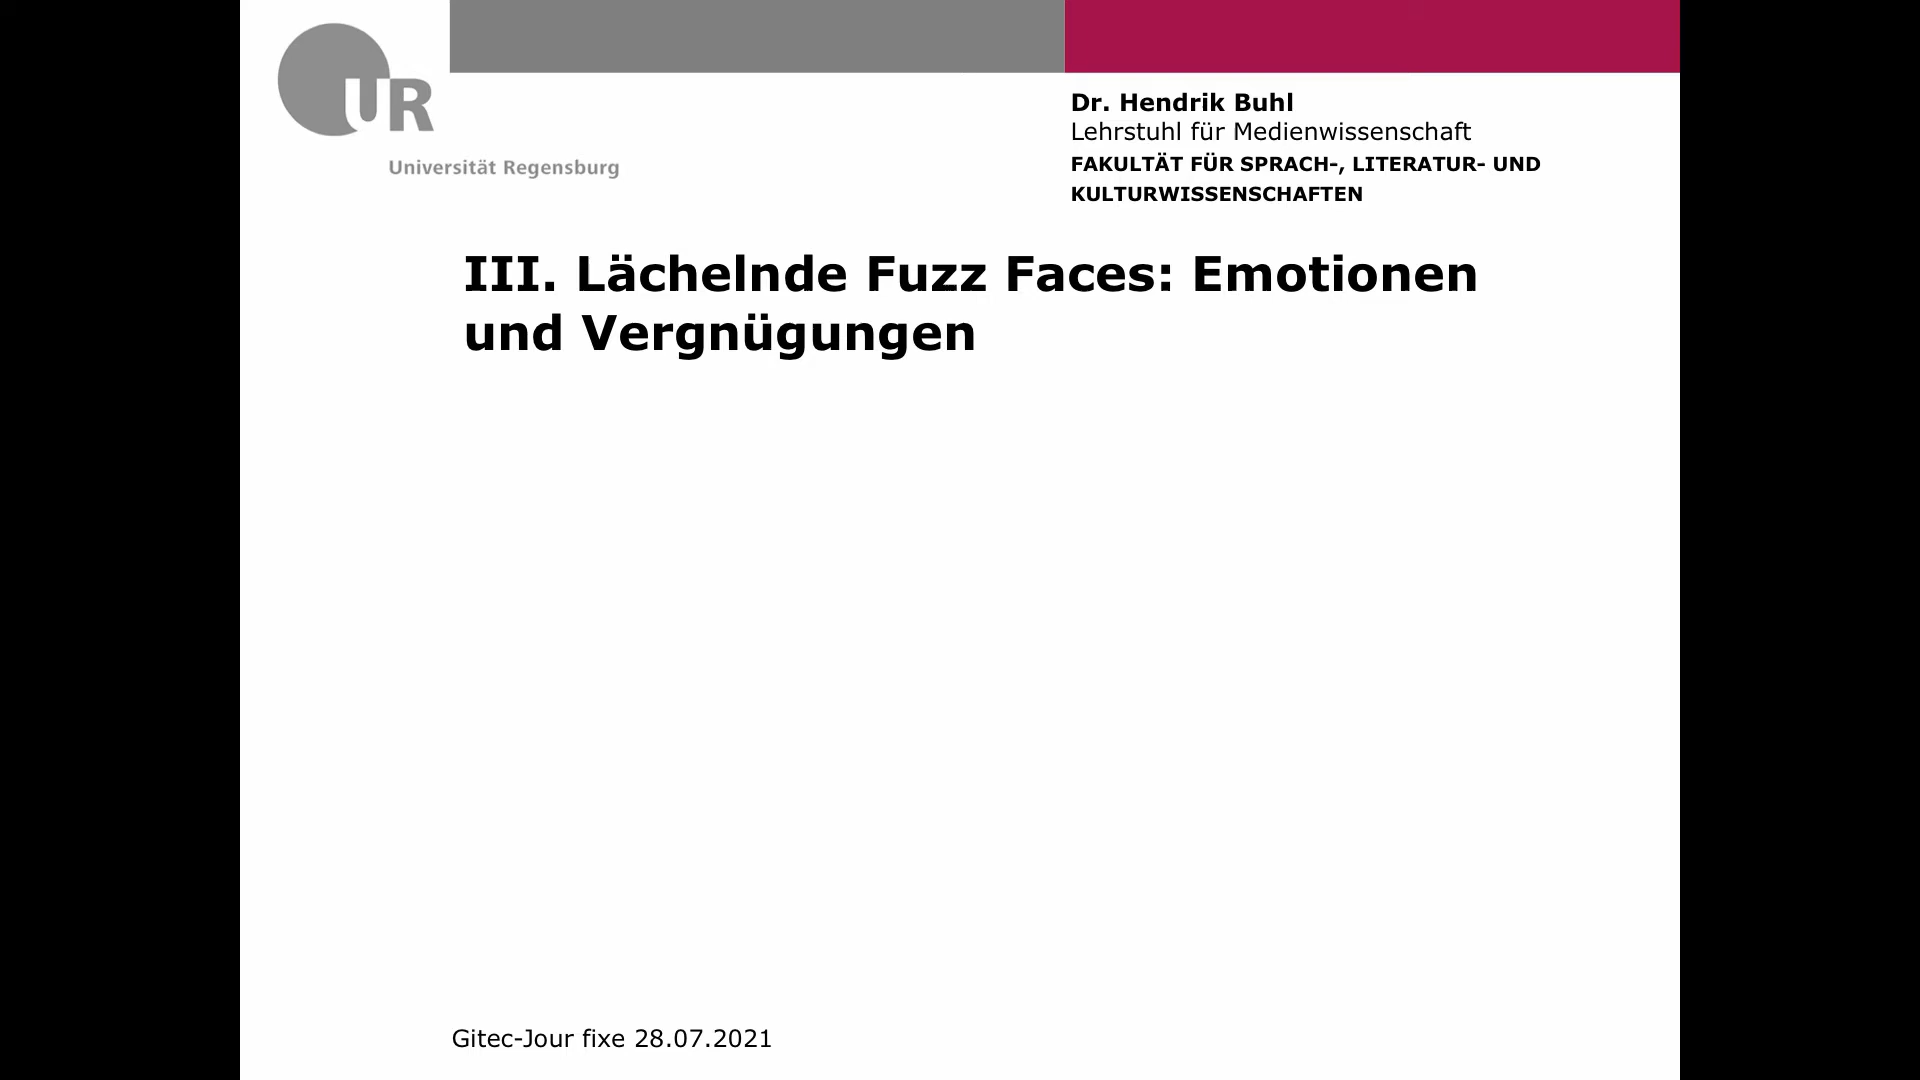 UR
Universität Regensburg
Dr. Hendrik Buhl
Lehrstuhl für Medienwissenschaft
FAKULTÄT FÜR SPRACH-, LITERATUR- UND
KULTURWISSENSCHAFTEN
III. Lächelnde Fuzz Faces: Emotionen
und Vergnügungen
Gitec-Jour fixe 28.07.2021